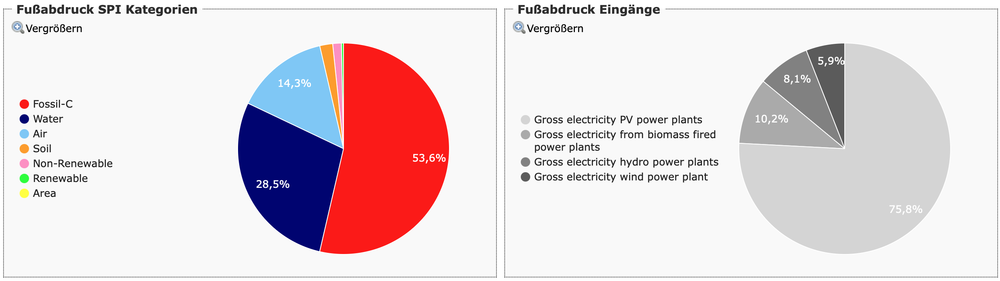 Fußabdruck SPI Kategorien
Vergrößern
14,3%
53,6%
28,5%
Fossil-C
Water
Air
Soil
Non-Renewable
Renewable
Area
Fußabdruck Eingänge
Vergrößern
5,9%
8,1%
10,2%
75,8%
Gross electricity PV power plants
Gross electricity from biomass fired
power plants
Gross electricity hydro power plants
Gross electricity wind power plant